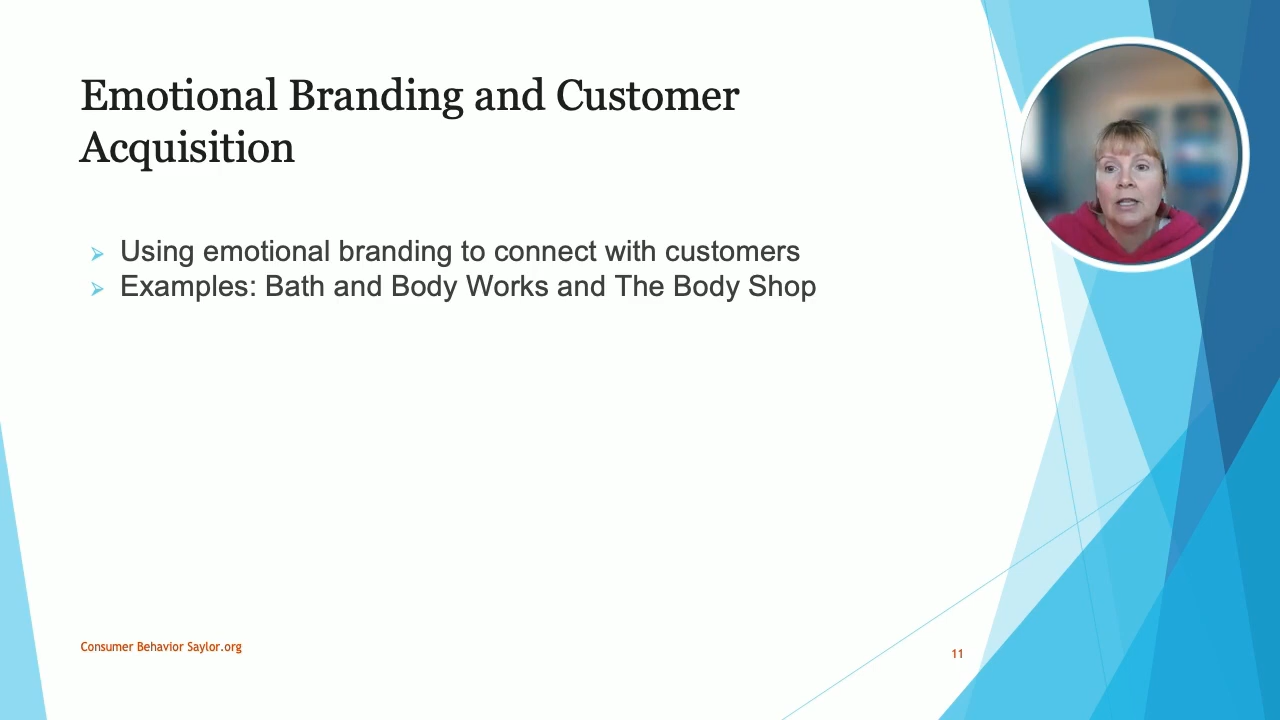 Emotional Branding and Customer
Acquisition
Using emotional branding to connect with customers
Examples: Bath and Body Works and The Body Shop
Consumer Behavior Saylor.org
11